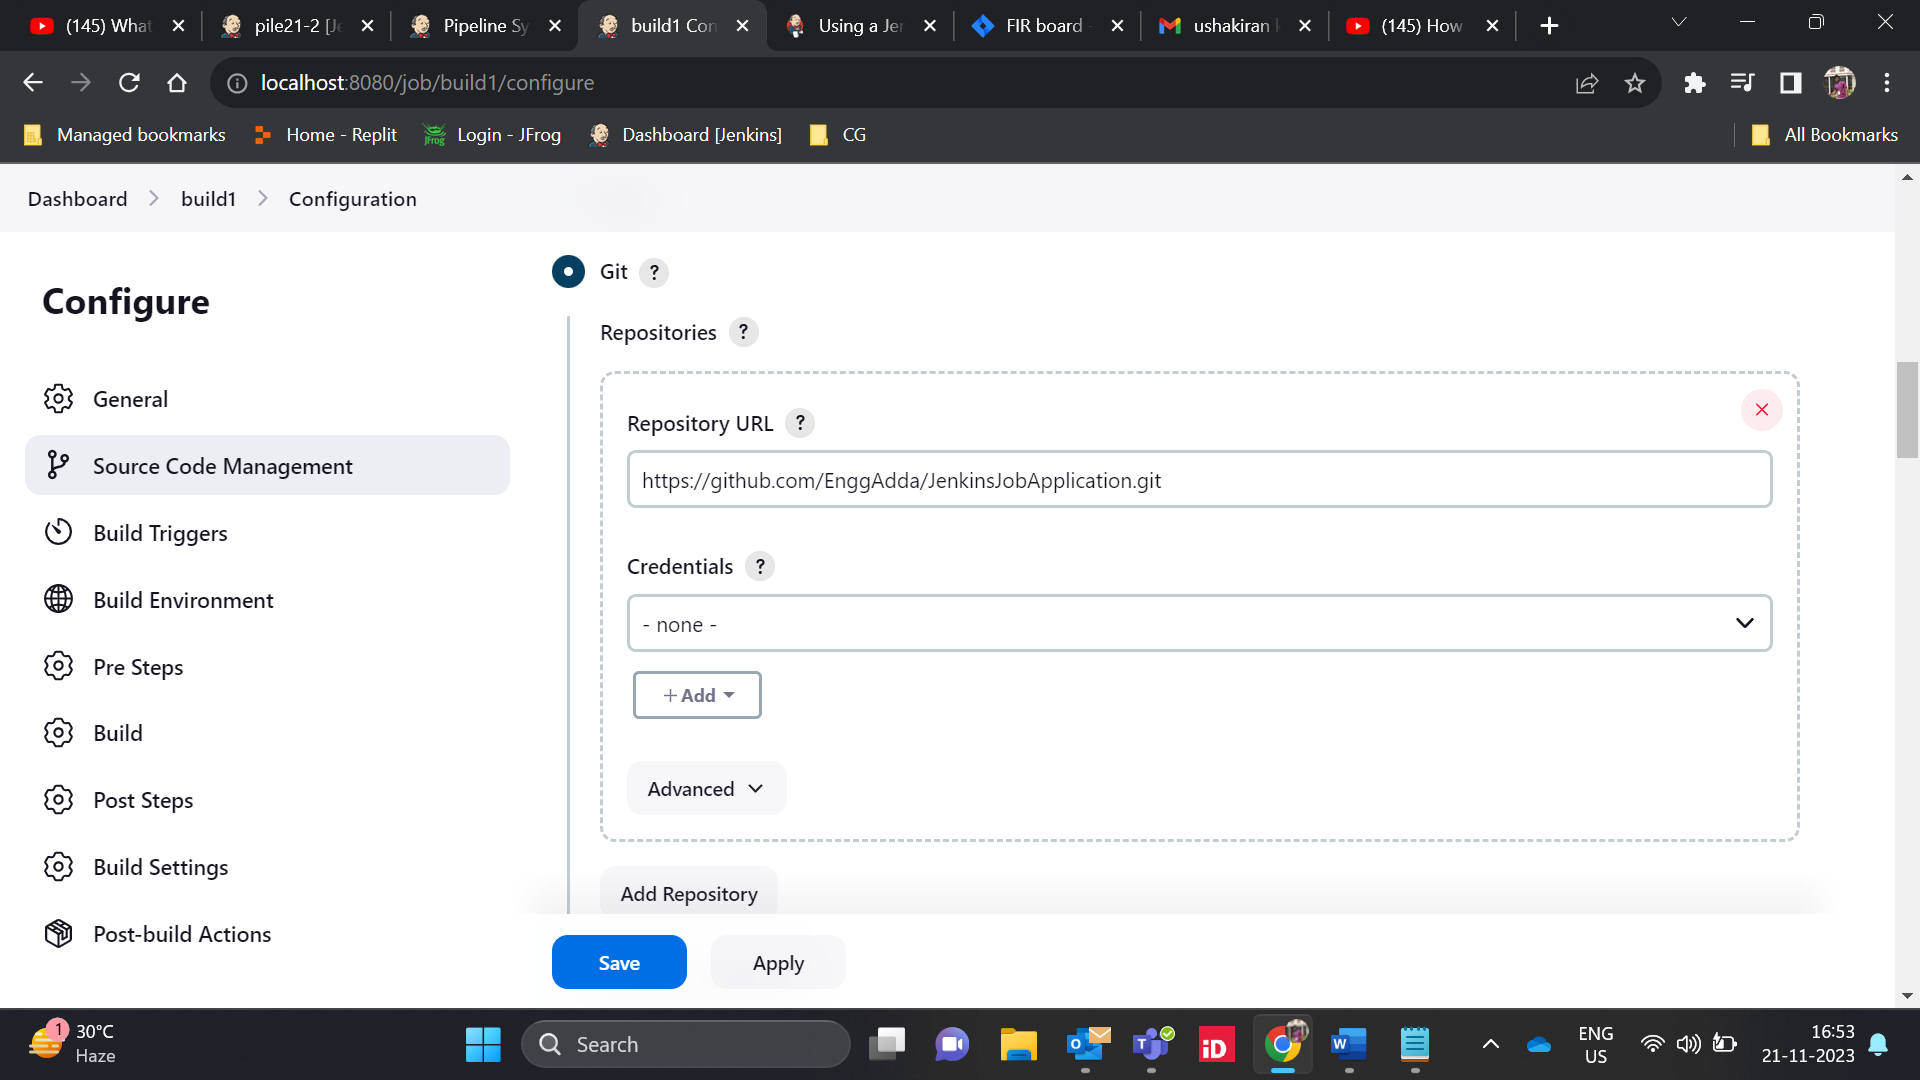 (145) What
pile21-2 [Je
Pipeline Sy
build1 Con
Using a Jer
FIR board -
ushakiran k
(145) How
localhost:8080/job/build1/configure
Managed bookmarks
Home - Replit
Login - JFrog
Dashboard [Jenkins]
CG
All Bookmarks
Dashboard > build1 > Configuration
Configure
General
Source Code Management
Build Triggers
Build Environment
Pre Steps
Build
Post Steps
Build Settings
Post-build Actions
Git ?
Repositories ?
Repository URL ?
https://github.com/EnggAdda/JenkinsJobApplication.git
Credentials ?
- none -
+ Add
Advanced
Add Repository
Save
Apply
1
30°C
Haze
Search
ENG
US
16:53
21-11-2023